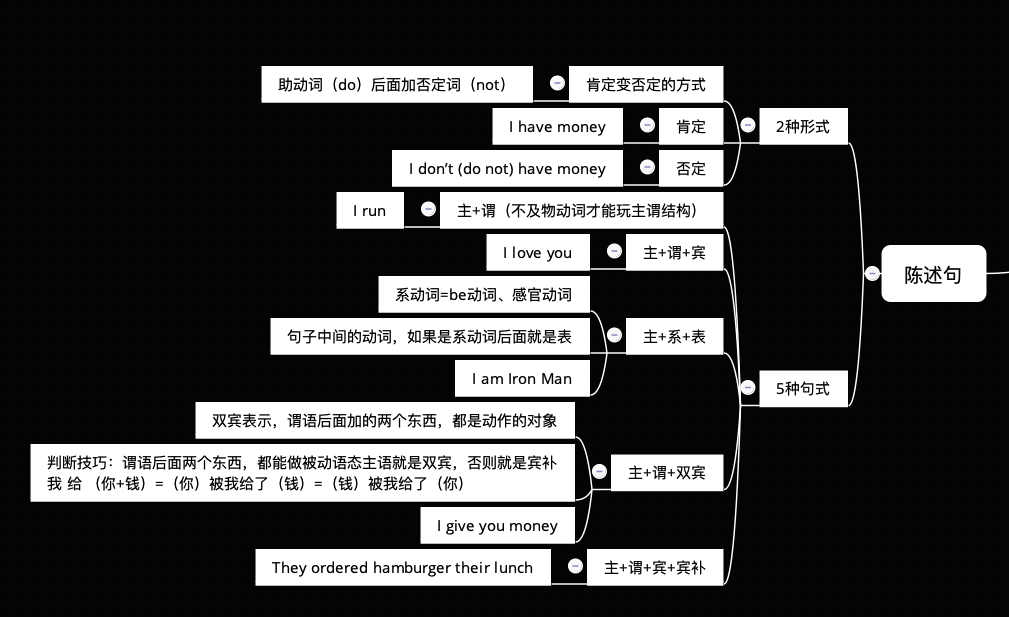 助动词（do）后面加否定词（not）
肯定变否定的方式
I have money
肯定
2种形式
I don’t (do not) have money
否定
I run
主+谓（不及物动词才能玩主谓结构）
I love you
主+谓+宾
陈述句
系动词=be动词、感官动词
句子中间的动词，如果是系动词后面就是表
主+系+表
I am Iron Man
5种句式
双宾表示，谓语后面加的两个东西，都是动作的对象
判断技巧：谓语后面两个东西，都能做被动语态主语就是双宾，否则就是宾补
我 给 （你+钱）=（你）被我给了（钱）=（钱）被我给了（你）
主+谓+双宾
I give you money
They ordered hamburger their lunch
主+谓+宾+宾补